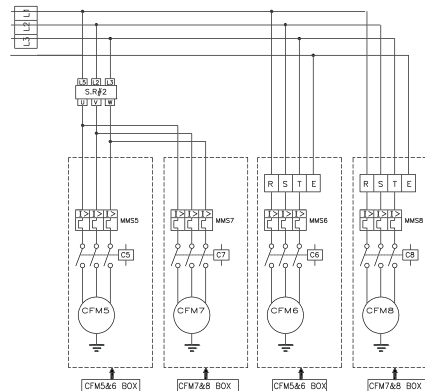 L1
L2
L3
L5 L2 L3
S.R#2
U V W
R S T E
R S T E
I> I> I> MMS5
I> I> I> MMS7
I> I> I> MMS6
I> I> I> MMS8
C5
C7
C6
C8
CFM5
CFM7
CFM6
CFM8
CFM5&6 BOX
CFM7&8 BOX
CFM5&6 BOX
CFM7&8 BOX